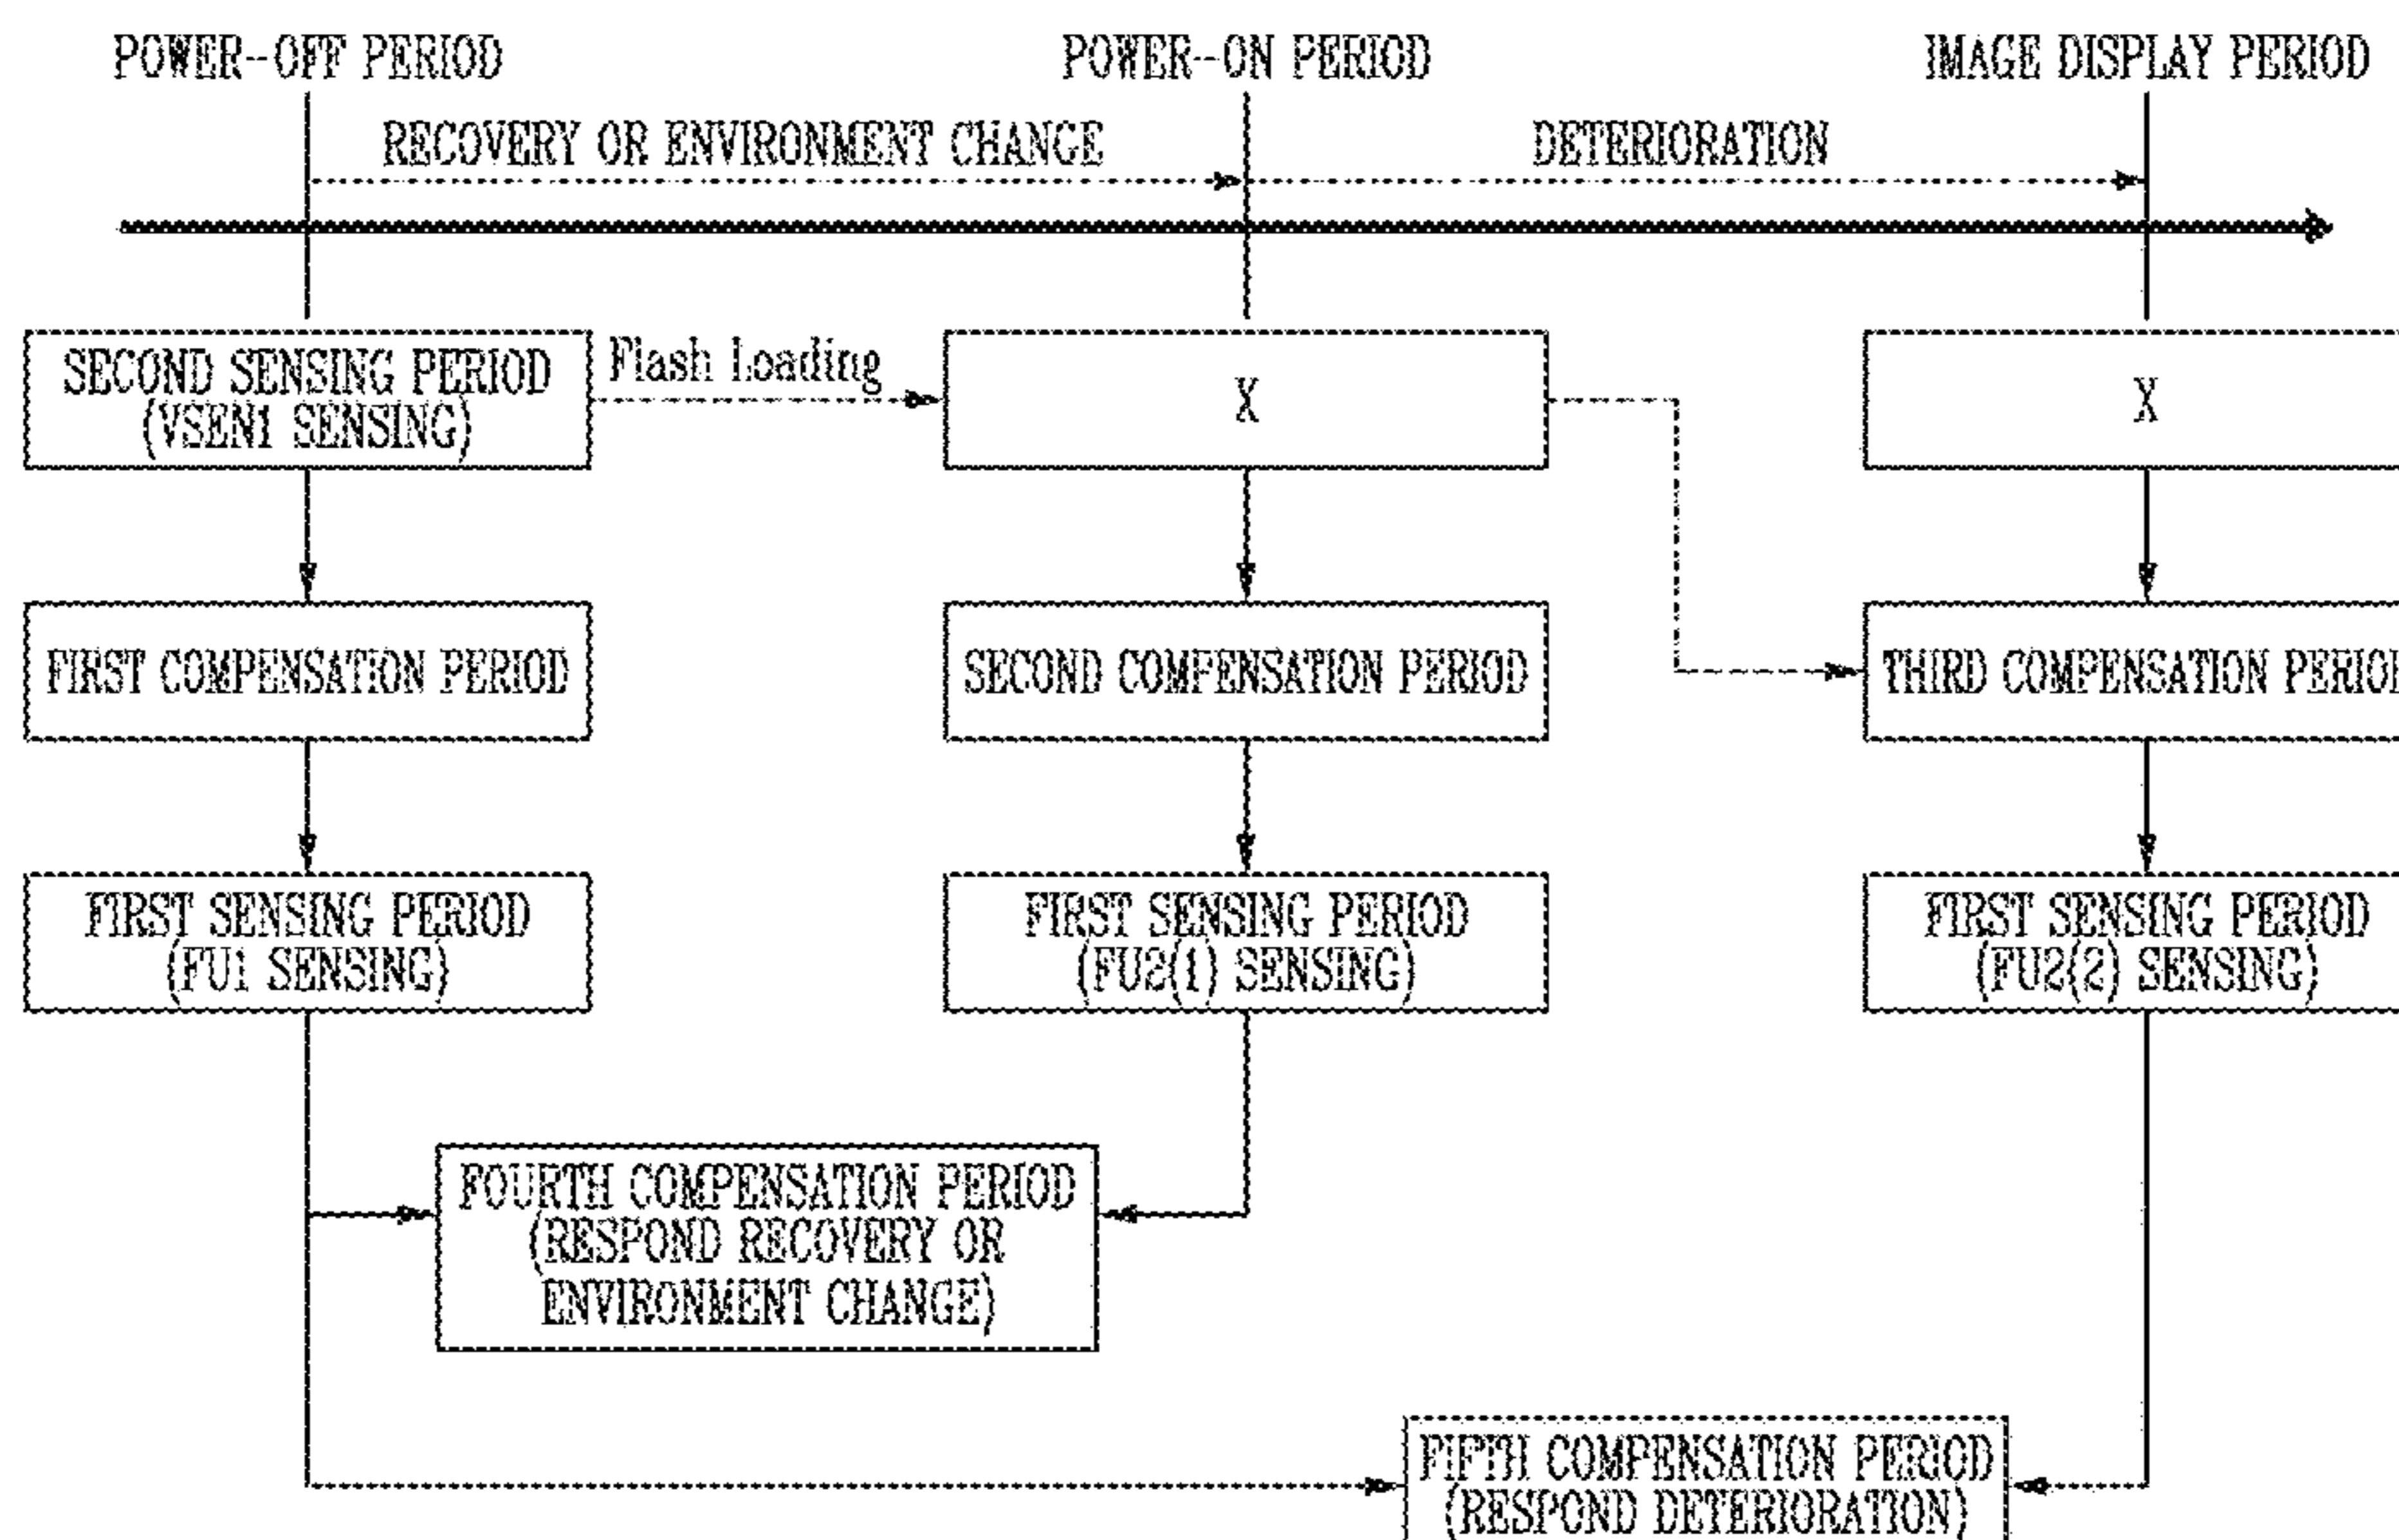 POWER-OFF PERIOD
POWER-ON PERIOD
IMAGE DISPLAY PERIOD
RECOVERY OR ENVIRONMENT CHANGE
DETERIORATION
SECOND SENSING PERIOD
(VSEN1 SENSING)
Flash Loading
X
X
FIRST COMPENSATION PERIOD
SECOND COMPENSATION PERIOD
THIRD COMPENSATION PERIOD
FIRST SENSING PERIOD
(FU1 SENSING)
FIRST SENSING PERIOD
(FU2(1) SENSING)
FIRST SENSING PERIOD
(FU2(2) SENSING)
FOURTH COMPENSATION PERIOD
(RESPOND RECOVERY OR
ENVIRONMENT CHANGE)
FIFTH COMPENSATION PERIOD
(RESPOND DETERIORATION)